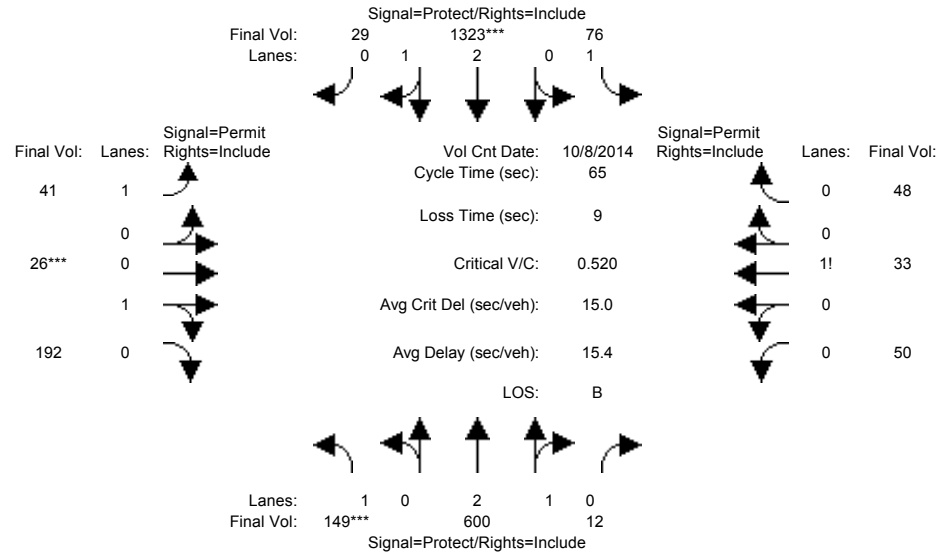 Signal=Protect/Rights=Include
Final Vol: 29 1323*** 76
Lanes: 0 1 2 0 1
Signal=Permit Signal=Permit
Final Vol: Lanes: Rights=Include Vol Cnt Date: 10/8/2014 Rights=Include Lanes: Final Vol:
Cycle Time (sec): 65
41 1 0 48
Loss Time (sec): 9
0 0
26*** 0 Critical V/C: 0.520 1! 33
1 Avg Crit Del (sec/veh): 15.0 0
192 0 Avg Delay (sec/veh): 15.4 0 50
LOS: B
Lanes: 1 0 2 1 0
Final Vol: 149*** 600 12
Signal=Protect/Rights=Include